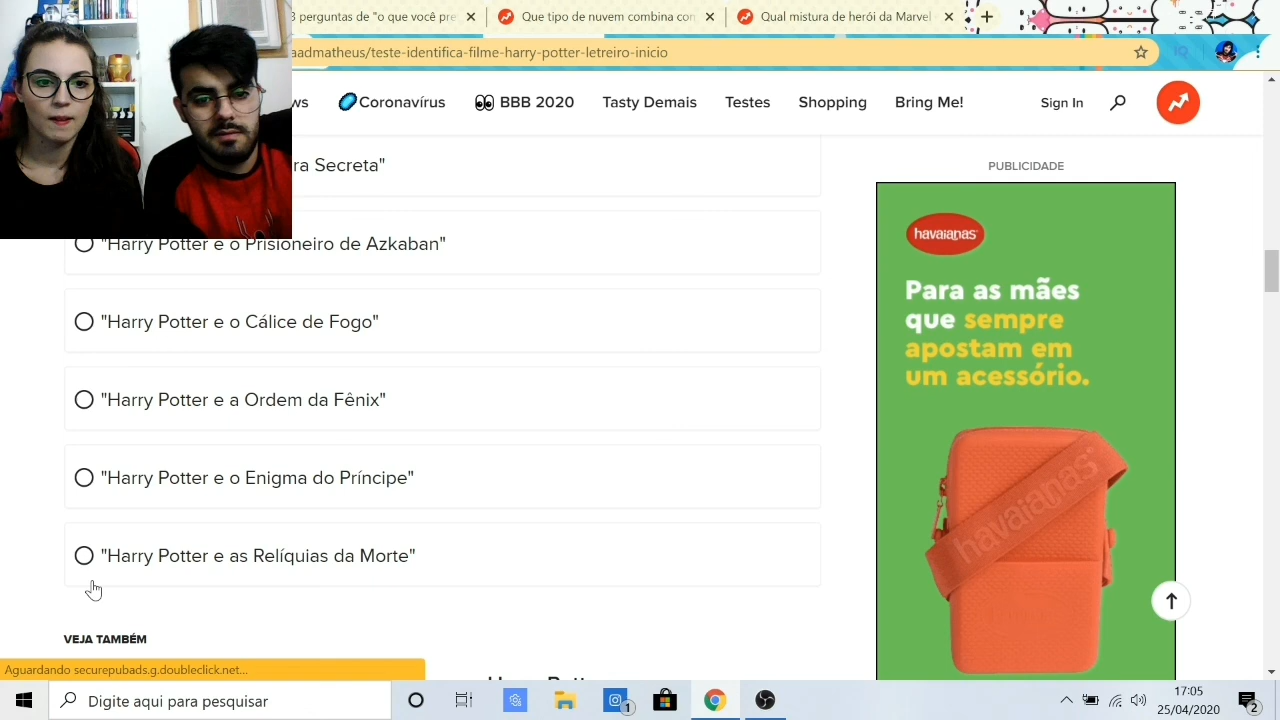 perguntas de "o que você pre
Que tipo de nuvem combina co
Qual mistura de herói da Marvel
aadmatheus/teste-identifica-filme-harry-potter-letreiro-inicio
ws
Coronavírus
BBB 2020
Tasty Demais
Testes
Shopping
Bring Me!
Sign In
ra Secreta"
"Harry Potter e o Prisioneiro de Azkaban"
"Harry Potter e o Cálice de Fogo"
"Harry Potter e a Ordem da Fênix"
"Harry Potter e o Enigma do Príncipe"
"Harry Potter e as Relíquias da Morte"
VEJA TAMBÉM
PUBLICIDADE
havaianas
Para as mães
que sempre
apostam em
um acessório.
havaianas
Aguardando securepubads.g.doubleclick.net...
Digite aqui para pesquisar
1
17:05
25/04/2020
2